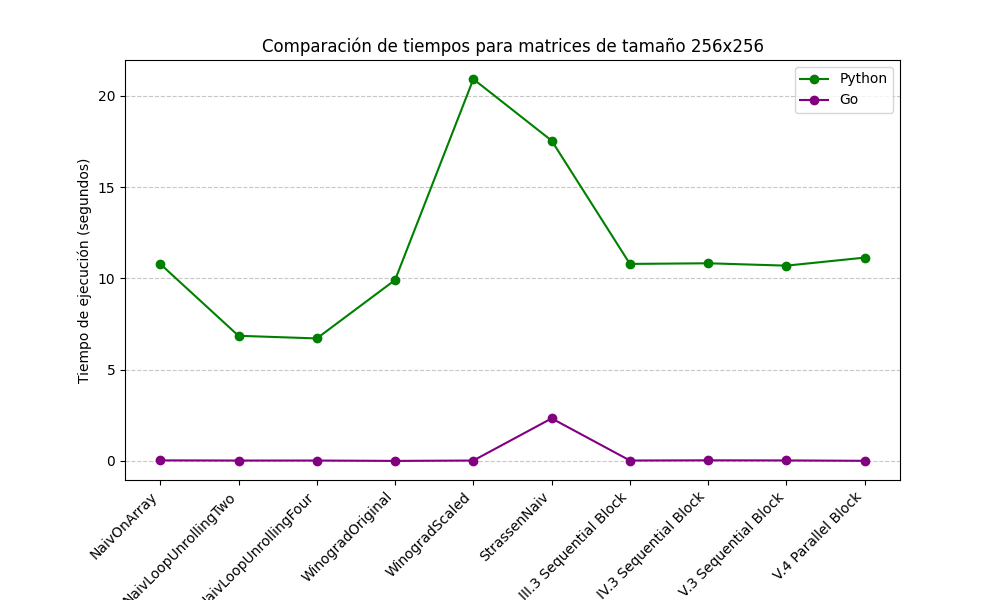 Comparación de tiempos para matrices de tamaño 256x256
Python
Go
Tiempo de ejecución (segundos)
20
15
10
5
0
NaivOnArray
NaivLoopUnrollingTwo
NaivLoopUnrollingFour
WinogradOriginal
WinogradScaled
StrassenNaiv
III.3 Sequential Block
IV.3 Sequential Block
V.3 Sequential Block
V.4 Parallel Block